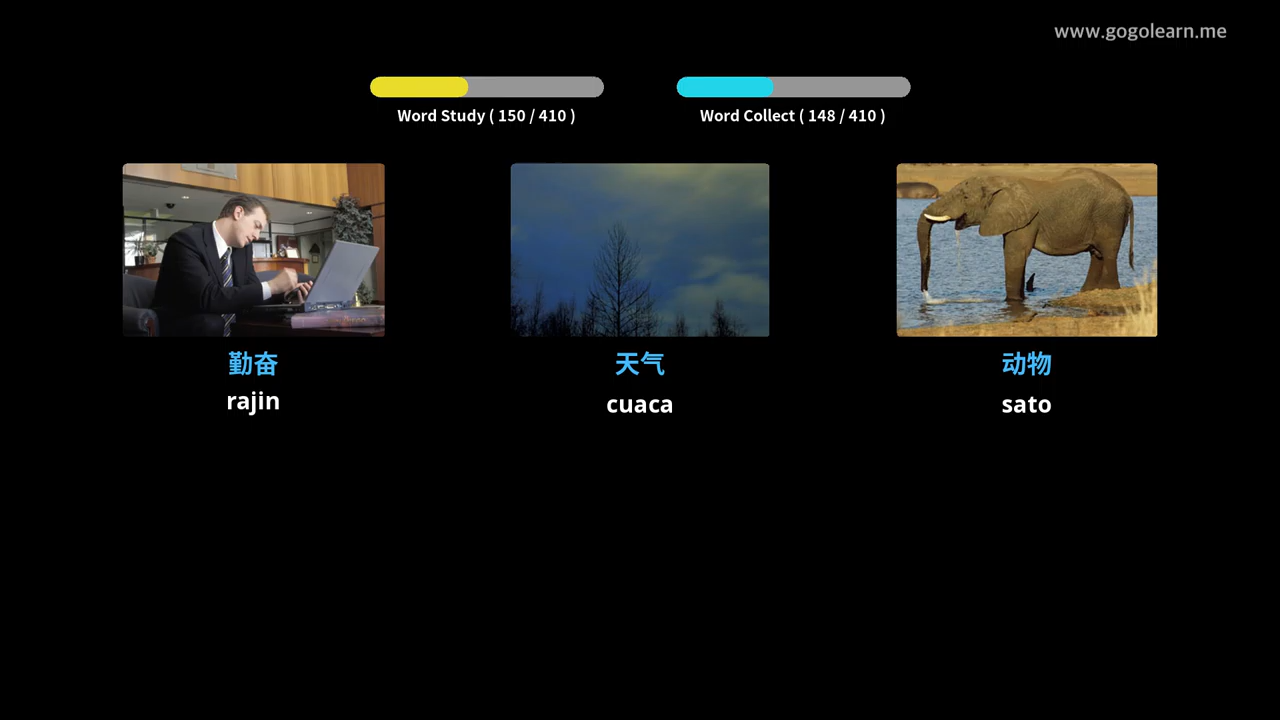 www.gogolearn.me
Word Study ( 150 / 410 )
Word Collect ( 148 / 410 )
勤奋
rajin
天气
cuaca
动物
sato